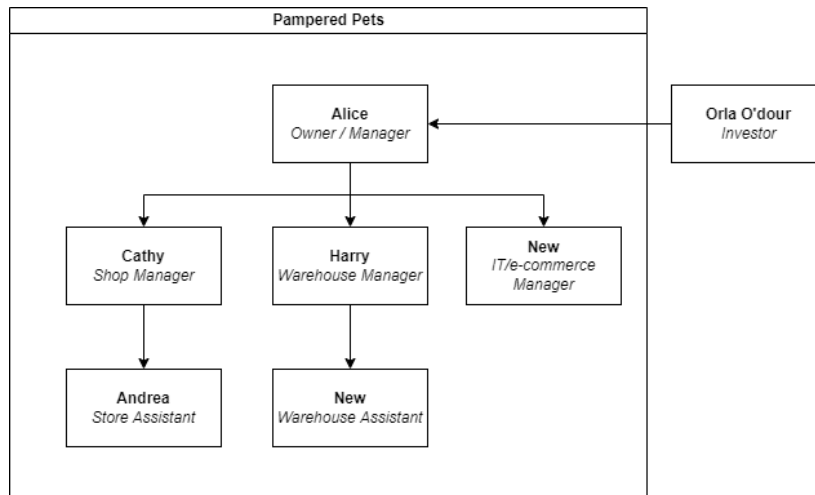 Pampered Pets
Alice
Owner / Manager
Orla O'dour
Investor
Cathy
Shop Manager
Harry
Warehouse Manager
New
IT/e-commerce
Manager
Andrea
Store Assistant
New
Warehouse Assistant